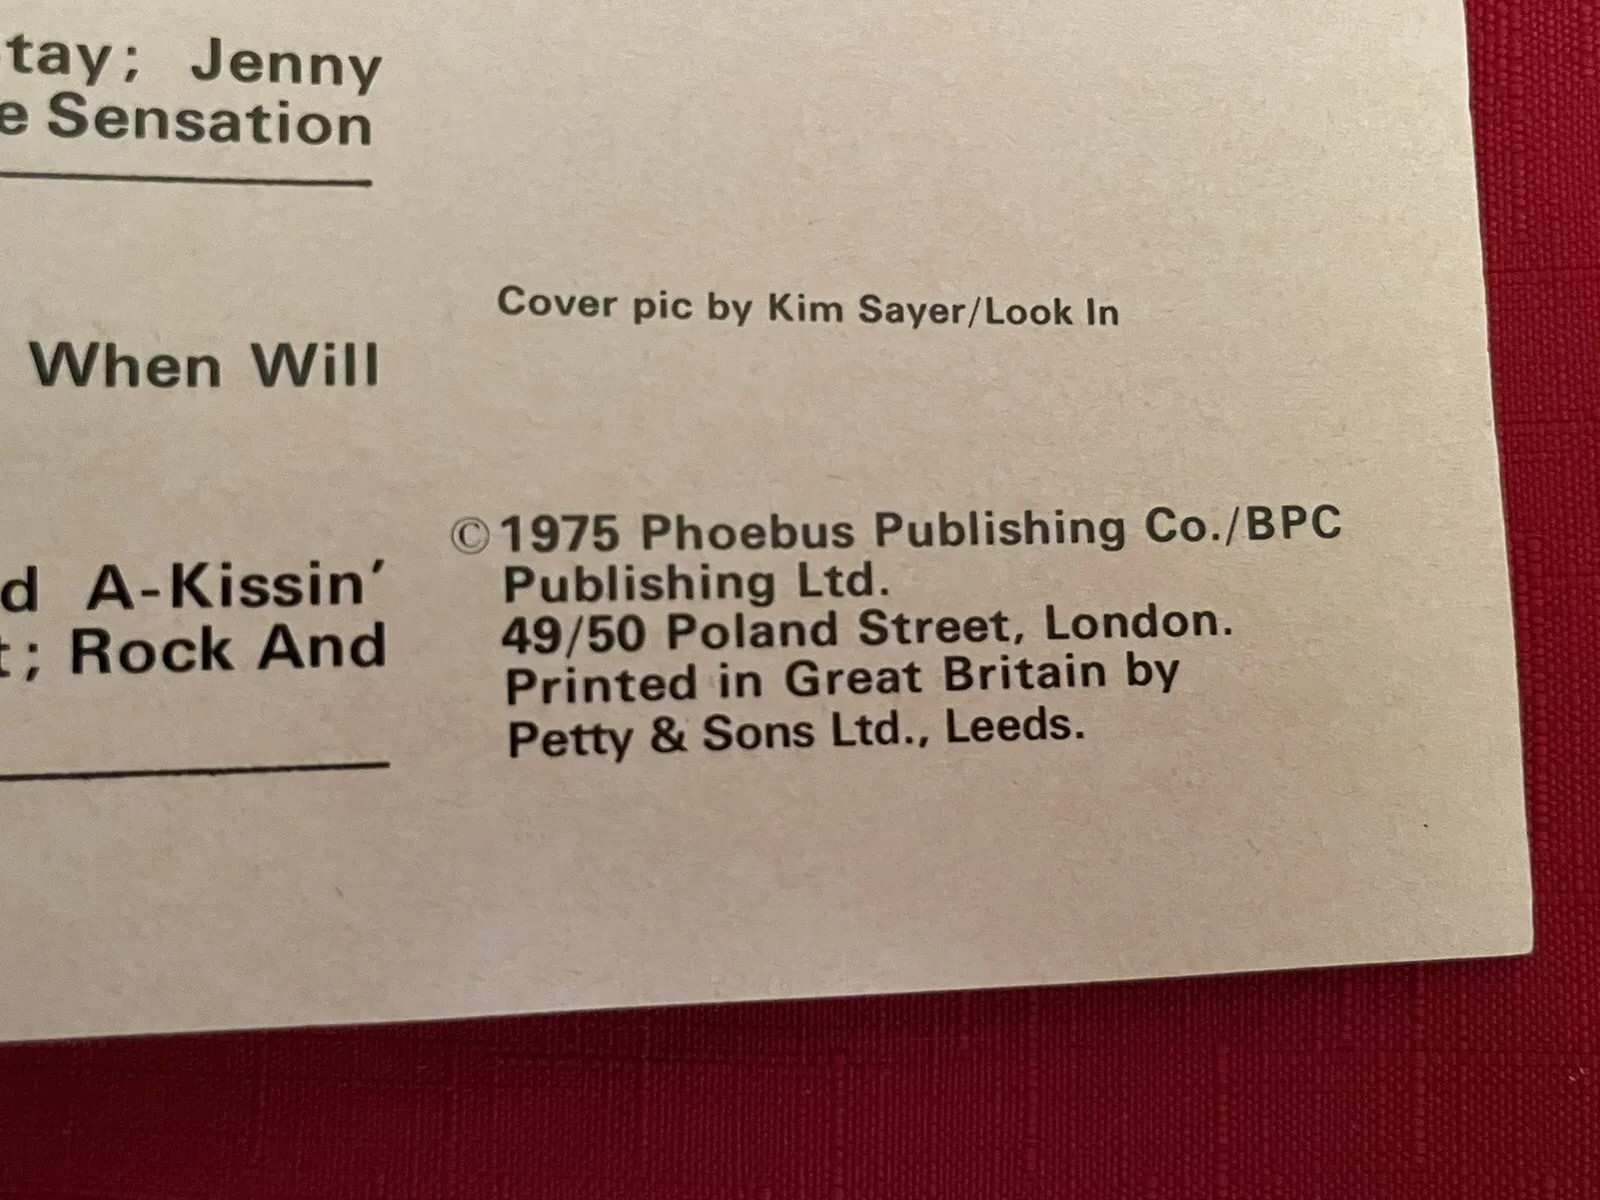 Jenny
Sensation
When Will
A-Kissin'
Rock And
Cover pic by Kim Sayer/Look In
©1975 Phoebus Publishing Co./BPC
Publishing Ltd.
49/50 Poland Street, London.
Printed in Great Britain by
Petty & Sons Ltd., Leeds.